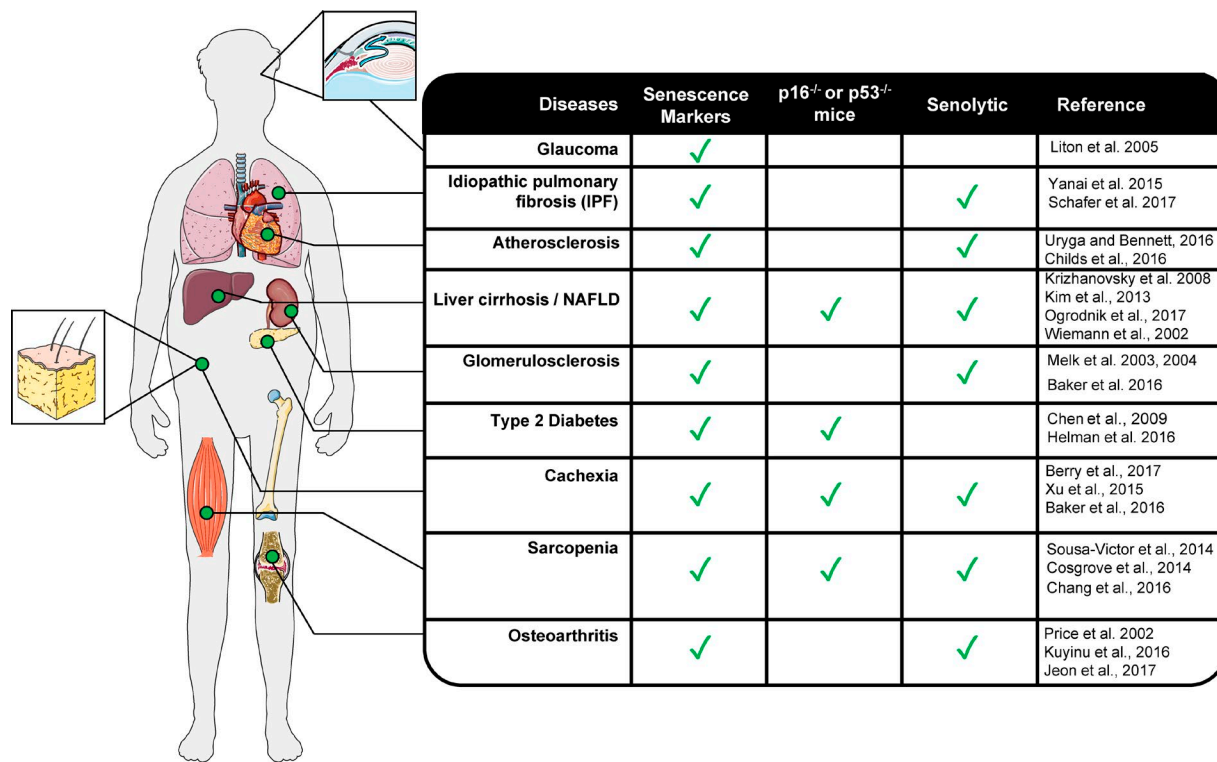 Diseases
Senescence
Markers
p16-/- or p53-/-
mice
Senolytic
Reference
Glaucoma
✓
Liton et al. 2005
Idiopathic pulmonary
fibrosis (IPF)
✓
✓
Yanai et al. 2015
Schafer et al. 2017
Atherosclerosis
✓
✓
Uryga and Bennett, 2016
Childs et al., 2016
Liver cirrhosis / NAFLD
✓
✓
✓
Krizhanovsky et al. 2008
Kim et al., 2013
Ogrodnik et al., 2017
Wiemann et al., 2002
Glomerulosclerosis
✓
✓
Melk et al. 2003, 2004
Baker et al. 2016
Type 2 Diabetes
✓
✓
Chen et al., 2009
Helman et al. 2016
Cachexia
✓
✓
✓
Berry et al., 2017
Xu et al., 2015
Baker et al., 2016
Sarcopenia
✓
✓
✓
Sousa-Victor et al., 2014
Cosgrove et al., 2014
Chang et al., 2016
Osteoarthritis
✓
✓
Price et al. 2002
Kuyinu et al., 2016
Jeon et al., 2017